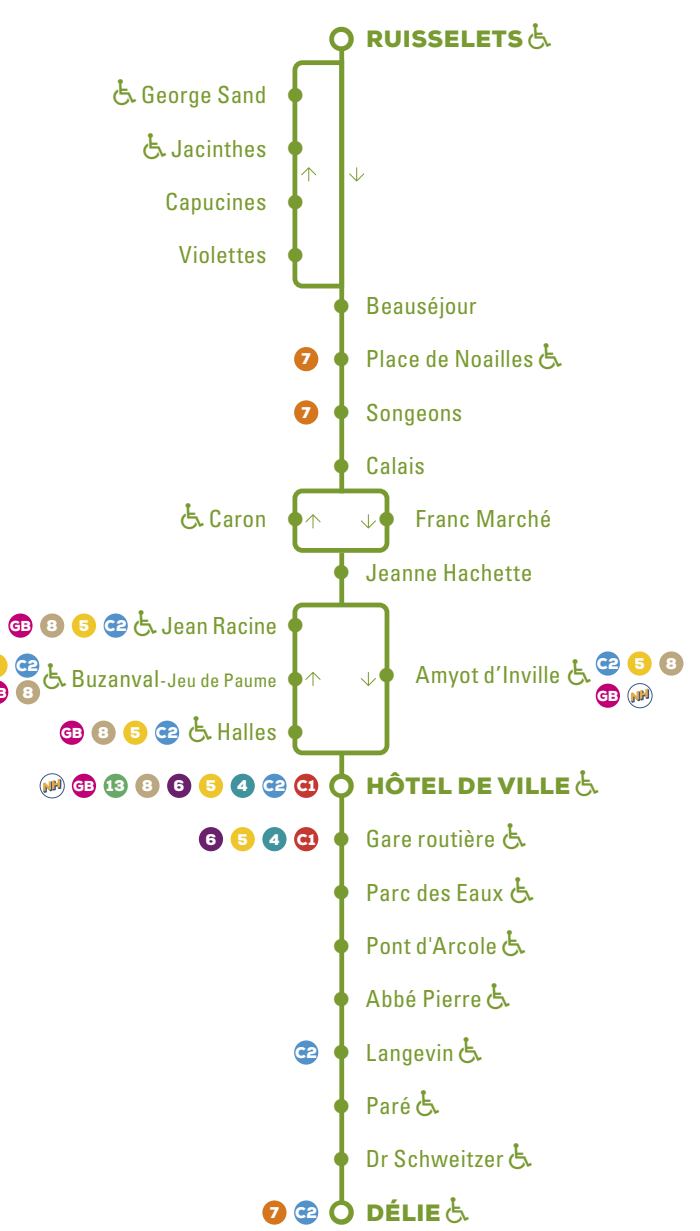 RUISSELETS
George Sand
Jacinthes
Capucines
Violettes
Beauséjour
7 Place de Noailles
7 Songeons
Calais
Caron Franc Marché
Jeanne Hachette
GB 8 5 C2 Jean Racine
C2
8 Buzanval-Jeu de Paume
Amyot d'Inville C2 5 8
GB NH
GB 8 5 C2 Halles
NH GB 13 8 6 5 4 C2 C1 HÔTEL DE VILLE
6 5 4 C1 Gare routière
Parc des Eaux
Pont d'Arcole
Abbé Pierre
C2 Langevin
Paré
Dr Schweitzer
7 C2 DÉLIE